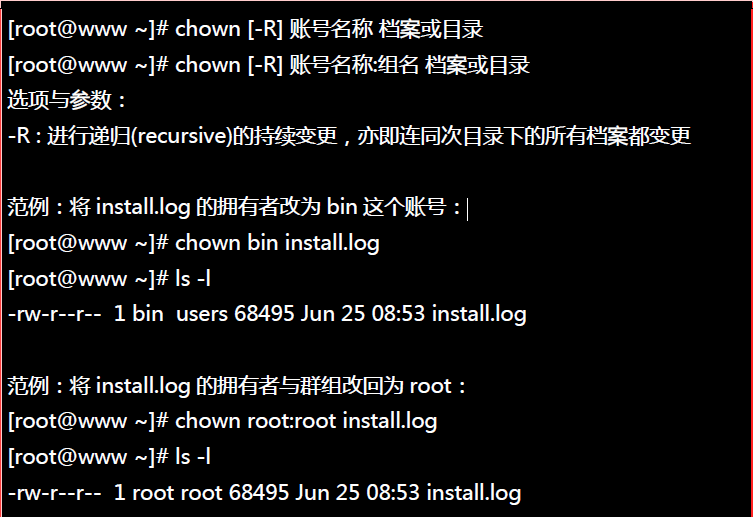 [root@www ~]# chown [-R] 账号名称 档案或目录
[root@www ~]# chown [-R] 账号名称:组名 档案或目录
选项与参数：
-R : 进行递归(recursive)的持续变更，亦即连同次目录下的所有档案都变更
范例：将 install.log 的拥有者改为 bin 这个账号：
[root@www ~]# chown bin install.log
[root@www ~]# ls -l
-rw-r--r--  1 bin  users 68495 Jun 25 08:53 install.log
范例：将 install.log 的拥有者与群组改回为 root：
[root@www ~]# chown root:root install.log
[root@www ~]# ls -l
-rw-r--r--  1 root root 68495 Jun 25 08:53 install.log